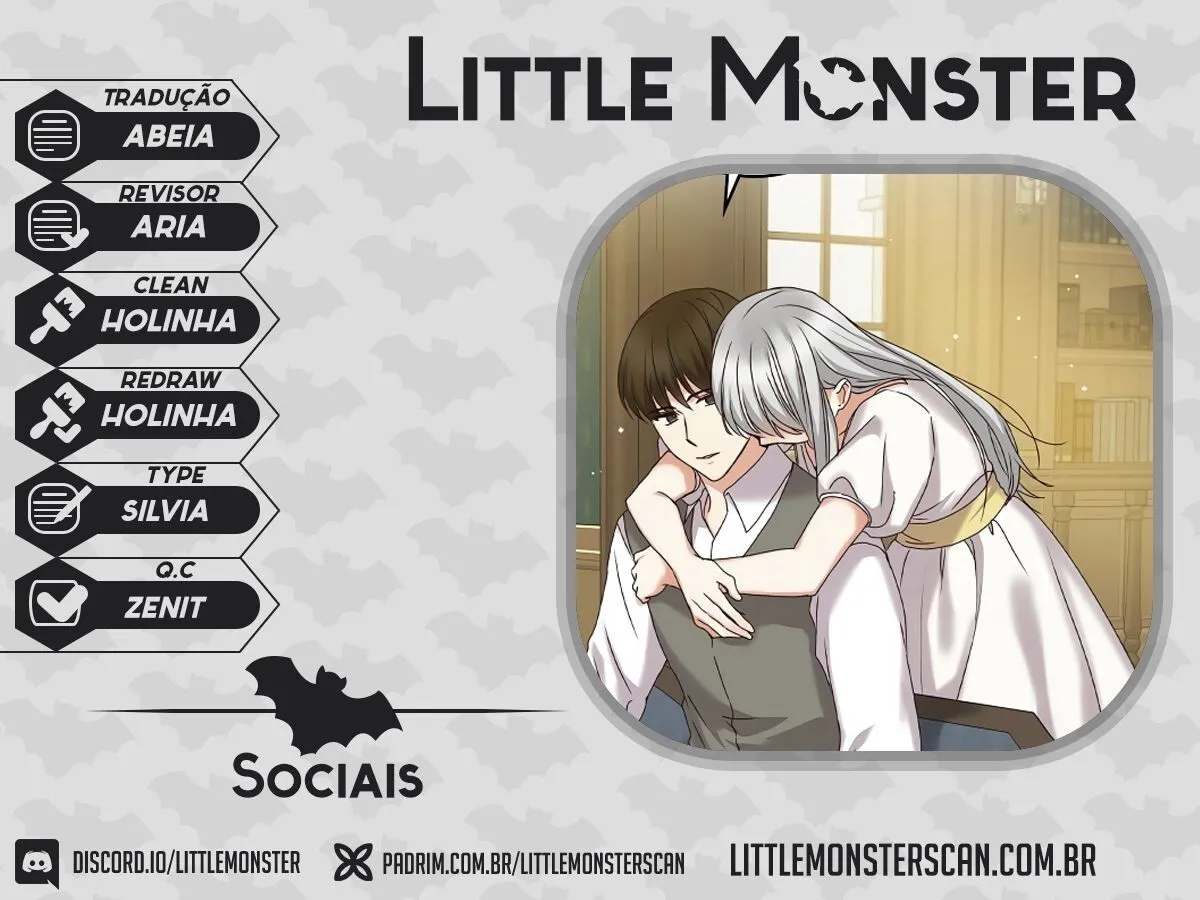 LITTLE MONSTER
TRADUÇÃO
ABEIA
REVISOR
ARIA
CLEAN
HOLINHA
REDRAW
HOLINHA
TYPE
SILVIA
Q.C
ZENIT
SOCIAIS
DISCORD.IO/LITTLEMONSTER
PADRIM.COM.BR/LITTLEMONSTERSCAN
LITTLEMONSTERSCAN.COM.BR